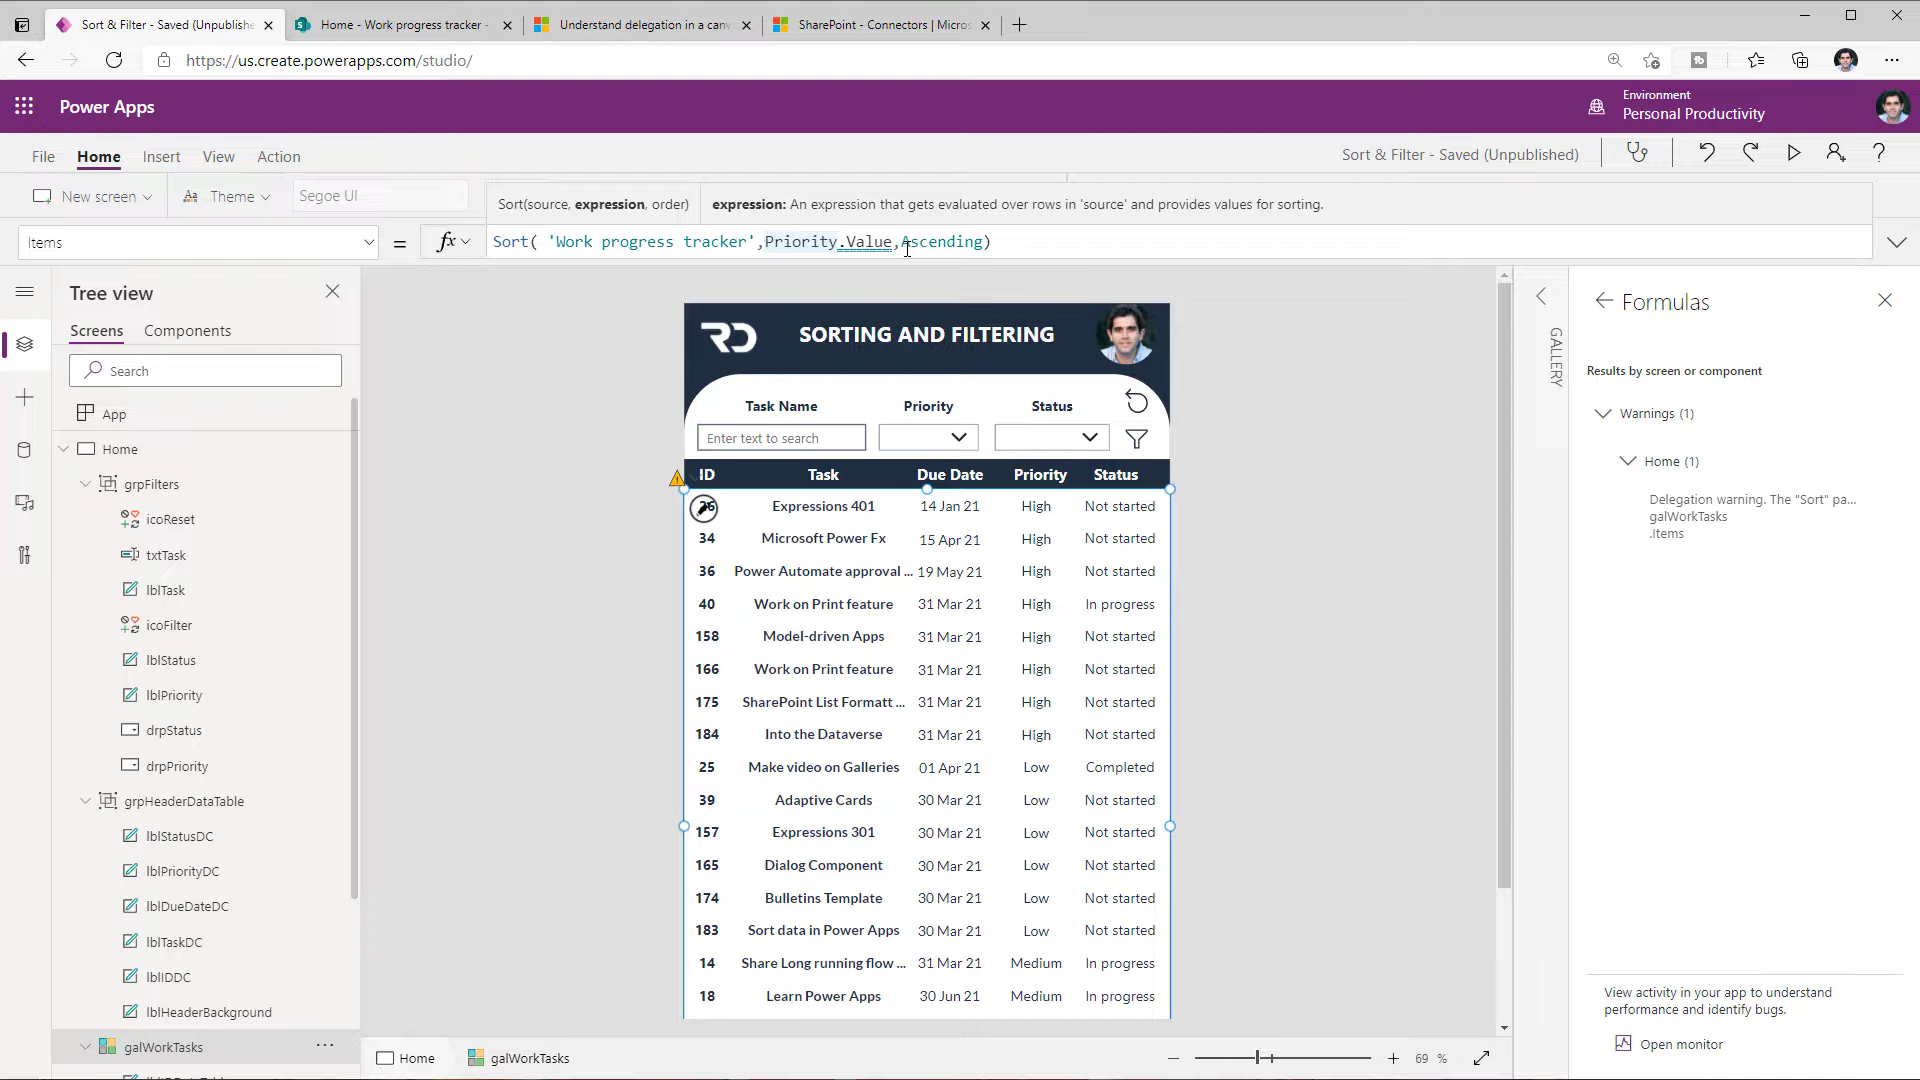 Sort & Filter - Saved (Unpublishe
Home - Work progress tracker -
Understand delegation in a canv
SharePoint - Connectors | Micros
https://us.create.powerapps.com/studio/
Power Apps
Environment
Personal Productivity
File
Home
Insert
View
Action
Sort & Filter - Saved (Unpublished)
New screen
Theme
Segoe UI
Sort(source, expression, order)
expression: An expression that gets evaluated over rows in 'source' and provides values for sorting.
Items
=
fx
Sort( 'Work progress tracker',Priority.Value,Ascending)
Tree view
Screens
Components
Search
App
Home
grpFilters
icoReset
txtTask
lblTask
icoFilter
lblStatus
lblPriority
drpStatus
drpPriority
grpHeaderDataTable
lblStatusDC
lblPriorityDC
lblDueDateDC
lblTaskDC
lblIDDC
lblHeaderBackground
galWorkTasks
RD
SORTING AND FILTERING
Task Name Priority Status
Enter text to search
ID Task Due Date Priority Status
Expressions 401 14 Jan 21 High Not started
34 Microsoft Power Fx 15 Apr 21 High Not started
36 Power Automate approval ... 19 May 21 High Not started
40 Work on Print feature 31 Mar 21 High In progress
158 Model-driven Apps 31 Mar 21 High Not started
166 Work on Print feature 31 Mar 21 High Not started
175 SharePoint List Formatt ... 31 Mar 21 High Not started
184 Into the Dataverse 31 Mar 21 High Not started
25 Make video on Galleries 01 Apr 21 Low Completed
39 Adaptive Cards 30 Mar 21 Low Not started
157 Expressions 301 30 Mar 21 Low Not started
165 Dialog Component 30 Mar 21 Low Not started
174 Bulletins Template 30 Mar 21 Low Not started
183 Sort data in Power Apps 30 Mar 21 Low Not started
14 Share Long running flow ... 31 Mar 21 Medium In progress
18 Learn Power Apps 30 Jun 21 Medium In progress
GALLERY
Formulas
Results by screen or component
Warnings (1)
Home (1)
Delegation warning. The "Sort" pa...
galWorkTasks
.Items
View activity in your app to understand
performance and identify bugs.
Open monitor
Home
galWorkTasks
69 %